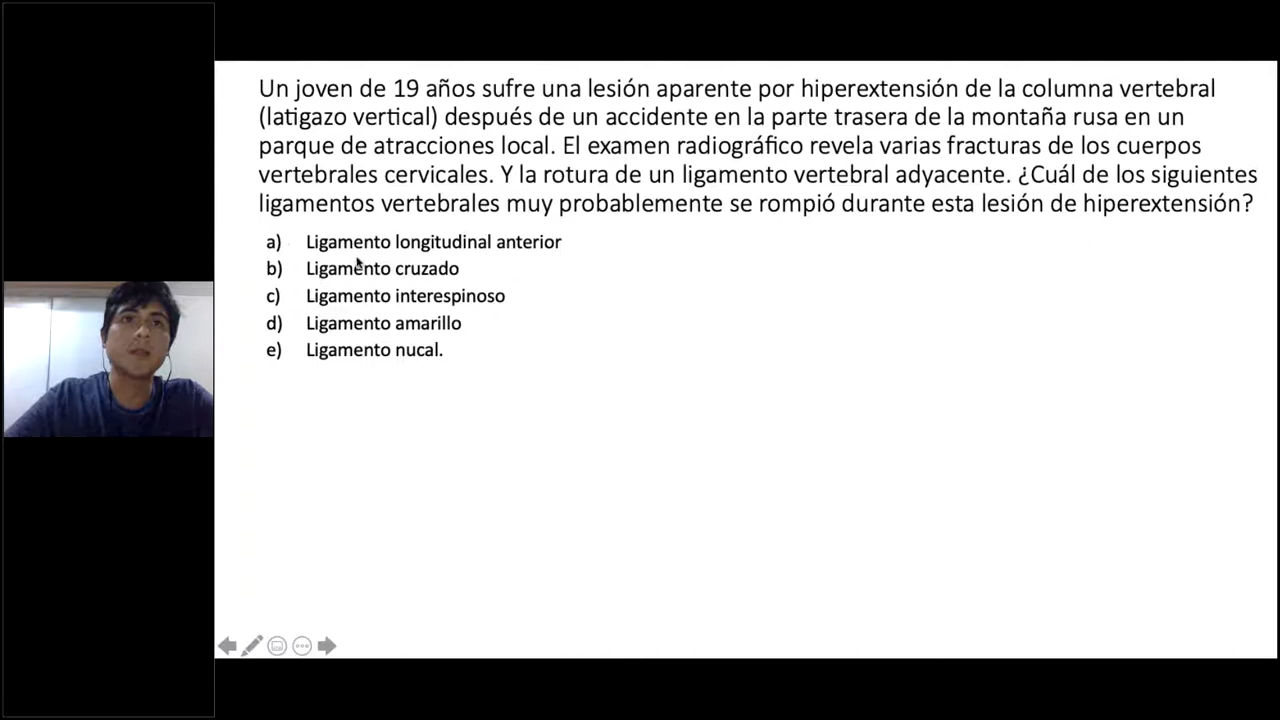 Un joven de 19 años sufre una lesión aparente por hiperextensión de la columna vertebral
(latigazo vertical) después de un accidente en la parte trasera de la montaña rusa en un
parque de atracciones local. El examen radiográfico revela varias fracturas de los cuerpos
vertebrales cervicales. Y la rotura de un ligamento vertebral adyacente. ¿Cuál de los siguientes
ligamentos vertebrales muy probablemente se rompió durante esta lesión de hiperextensión?
a) Ligamento longitudinal anterior
b) Ligamento cruzado
c) Ligamento interespinoso
d) Ligamento amarillo
e) Ligamento nucal.